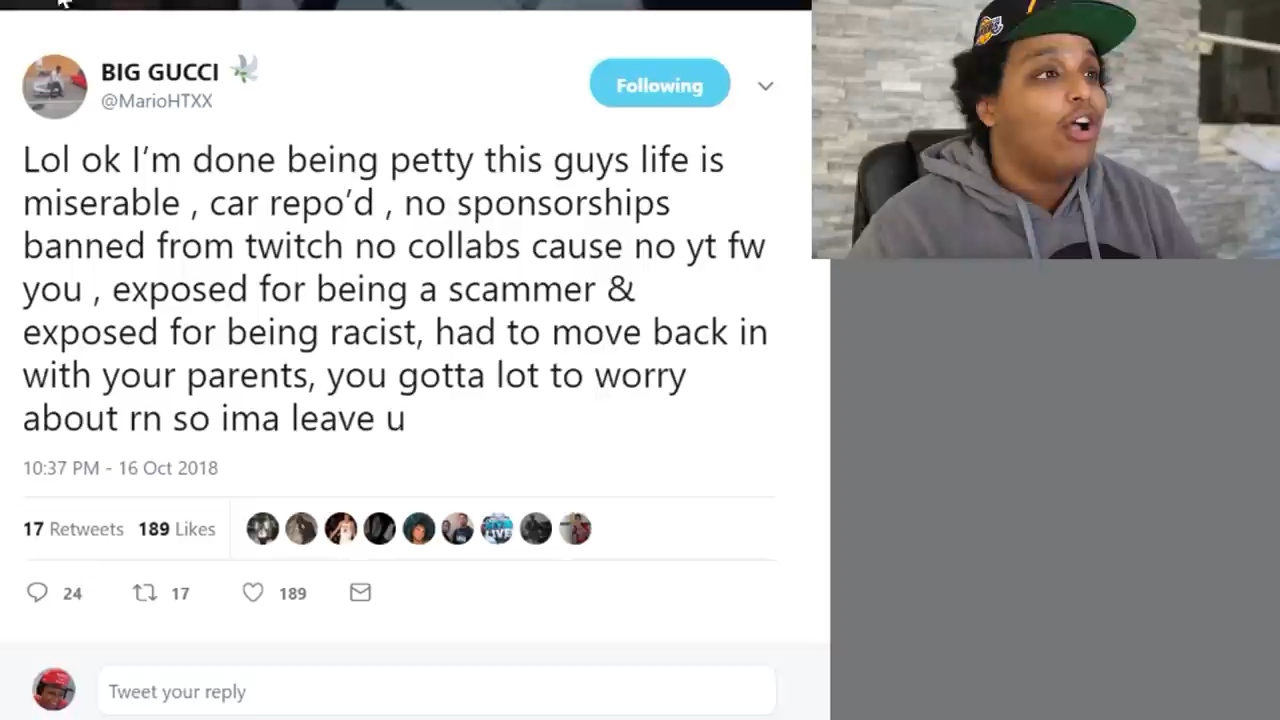 BIG GUCCI
@MarioHTXX
Following
Lol ok I’m done being petty this guys life is
miserable , car repo’d , no sponsorships
banned from twitch no collabs cause no yt fw
you , exposed for being a scammer &
exposed for being racist, had to move back in
with your parents, you gotta lot to worry
about rn so ima leave u
10:37 PM - 16 Oct 2018
17 Retweets 189 Likes
24 17 189
Tweet your reply